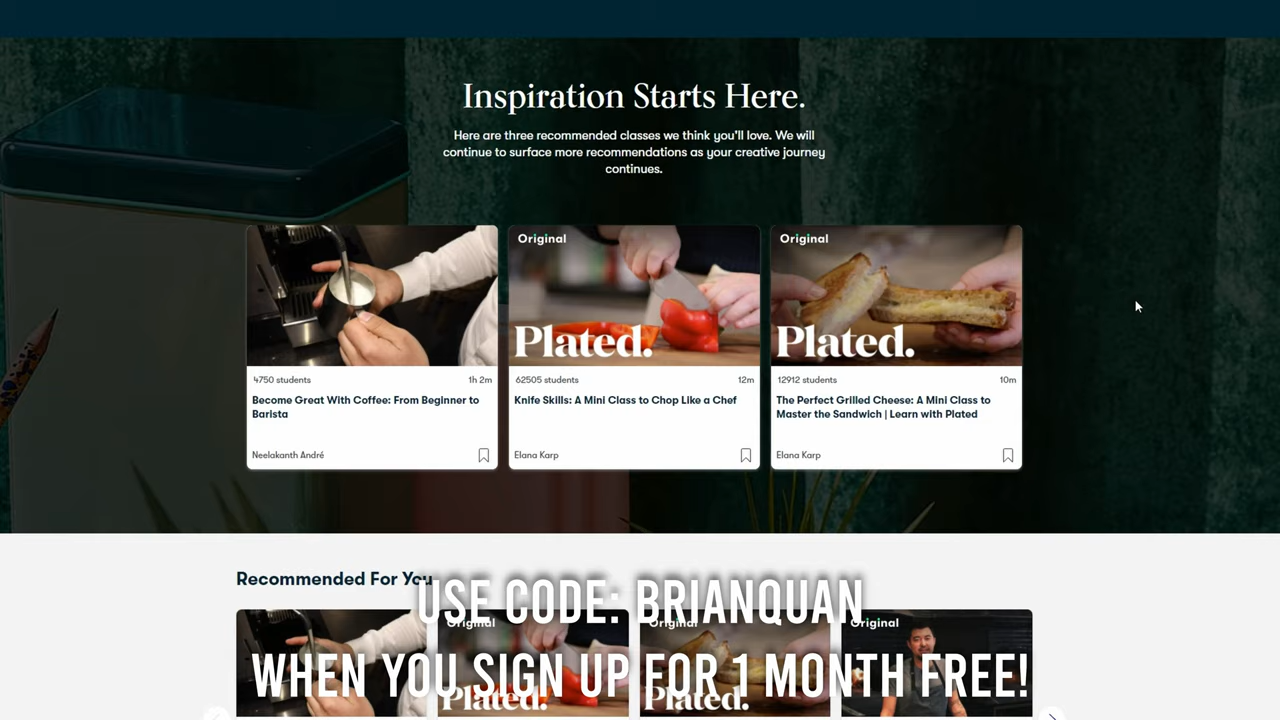 Inspiration Starts Here.
Here are three recommended classes we think you'll love. We will
continue to surface more recommendations as your creative journey
continues.
Original
Original
Plated.
Plated.
4750 students
1h 2m
62505 students
12m
12912 students
10m
Become Great With Coffee: From Beginner to
Barista
Knife Skills: A Mini Class to Chop Like a Chef
The Perfect Grilled Cheese: A Mini Class to
Master the Sandwich | Learn with Plated
Neelakanth André
Elana Karp
Elana Karp
Recommended For You
USE CODE: BRIANQUAN
Original
Original
Original
WHEN YOU SIGN UP FOR 1 MONTH FREE!
Plated.
Plated.